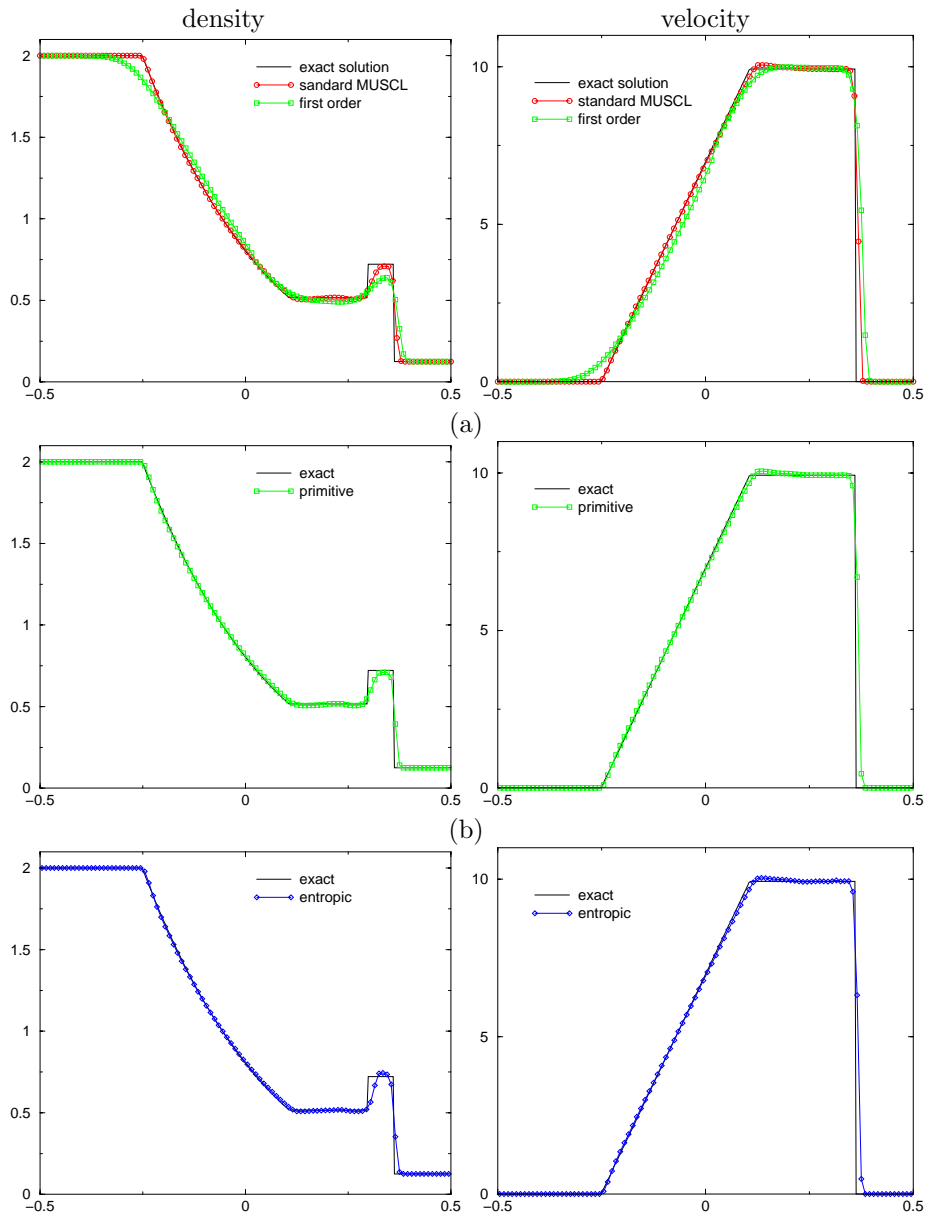 density velocity
2
1.5
1
0.5
0
−0.5 0 0.5
exact solution
sandard MUSCL
first order
10
5
0
−0.5 0 0.5
exact solution
standard MUSCL
first order
(a)
2
1.5
1
0.5
0
−0.5 0 0.5
exact
primitive
10
5
0
−0.5 0 0.5
exact
primitive
(b)
2
1.5
1
0.5
0
−0.5 0 0.5
exact
entropic
10
5
0
−0.5 0 0.5
exact
entropic